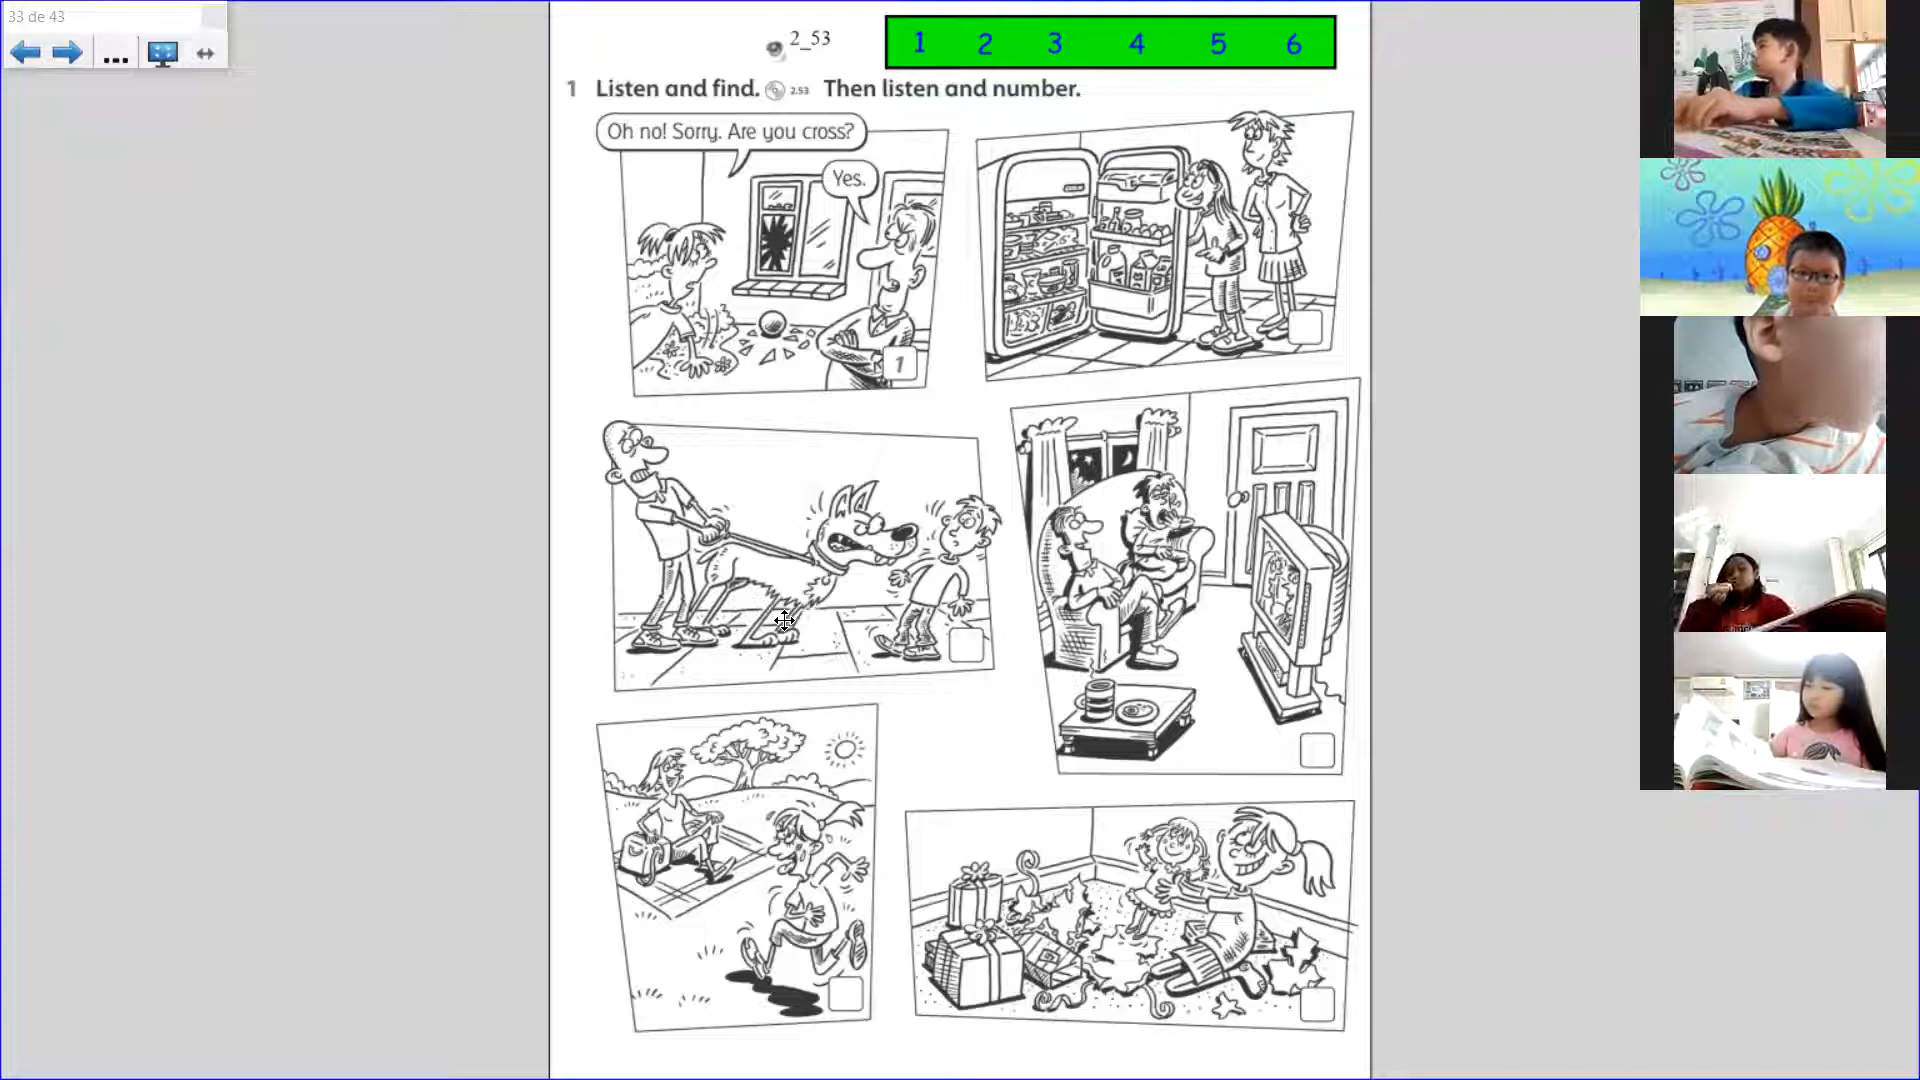 33 de 43
2_53
1 2 3 4 5 6
1 Listen and find. 2.53 Then listen and number.
Oh no! Sorry. Are you cross?
Yes.
1